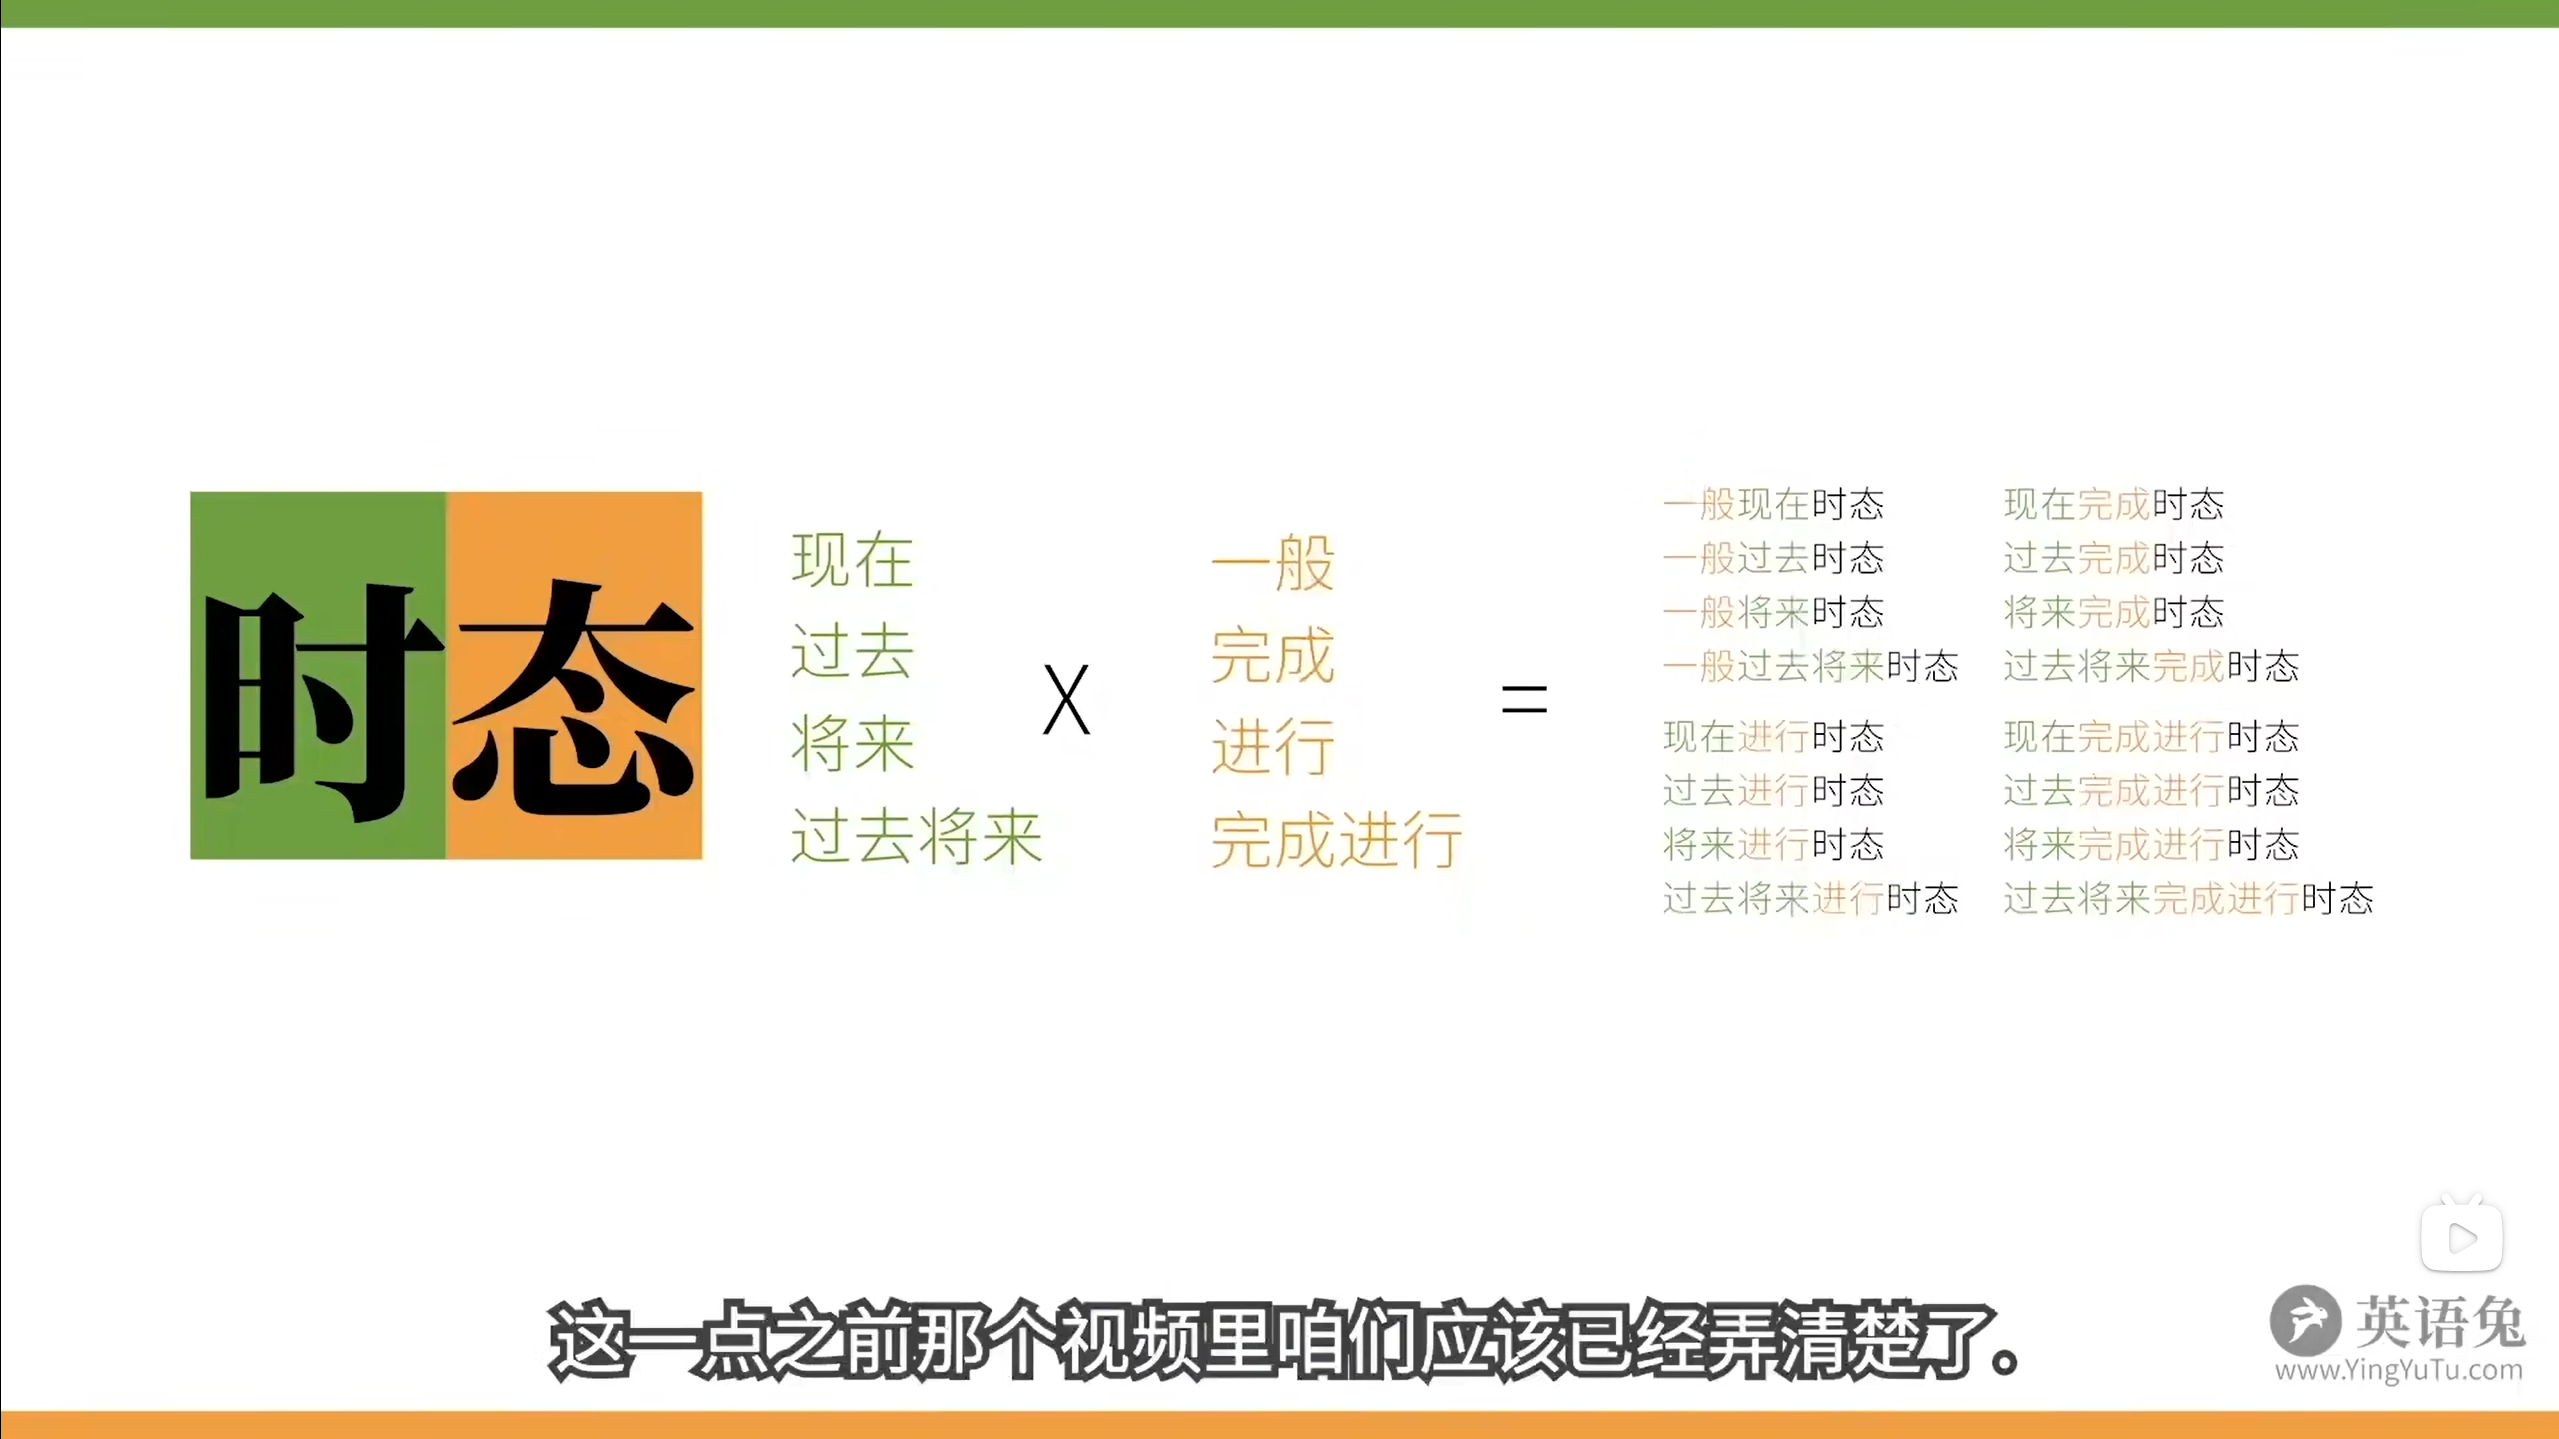 时态
现在
过去
将来
过去将来
X
一般
完成
进行
完成进行
=
一般现在时态
一般过去时态
一般将来时态
一般过去将来时态
现在进行时态
过去进行时态
将来进行时态
过去将来进行时态
现在完成时态
过去完成时态
将来完成时态
过去将来完成时态
现在完成进行时态
过去完成进行时态
将来完成进行时态
过去将来完成进行时态
这一点之前那个视频里咱们应该已经弄清楚了。
英语兔
www.YingYuTu.com